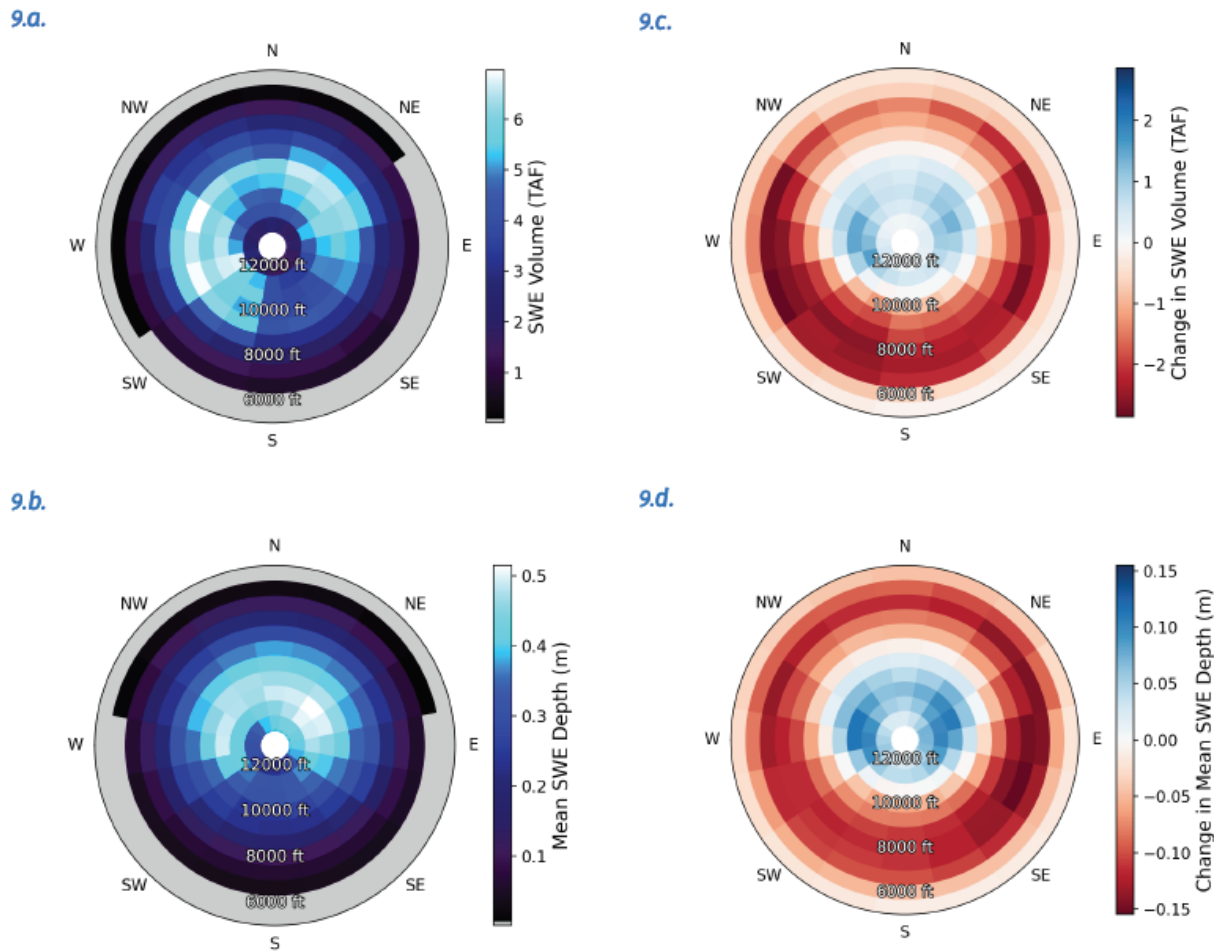 9.a.
N
NW
NE
W
E
SW
SE
S
12000 ft
10000 ft
8000 ft
6000 ft
6
5
4
3
2
1
SWE Volume (TAF)
9.c.
N
NW
NE
W
E
SW
SE
S
12000 ft
10000 ft
8000 ft
6000 ft
2
1
0
−1
−2
Change in SWE Volume (TAF)
9.b.
N
NW
NE
W
E
SW
SE
S
12000 ft
10000 ft
8000 ft
6000 ft
0.5
0.4
0.3
0.2
0.1
Mean SWE Depth (m)
9.d.
N
NW
NE
W
E
SW
SE
S
12000 ft
10000 ft
8000 ft
6000 ft
0.15
0.10
0.05
0.00
−0.05
−0.10
−0.15
Change in Mean SWE Depth (m)